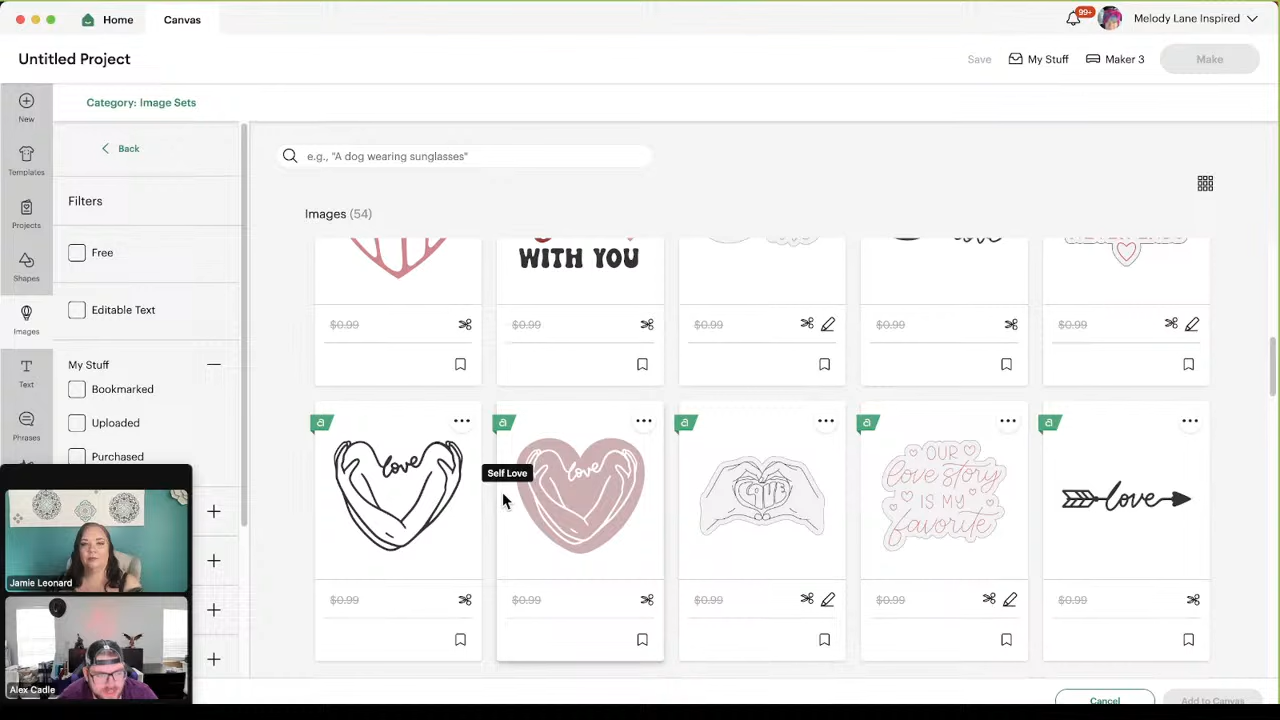 Home
Canvas
99+
Melody Lane Inspired
Untitled Project
Save
My Stuff
Maker 3
Make
New
Category: Image Sets
Back
Templates
e.g., "A dog wearing sunglasses"
Filters
Projects
Images (54)
Free
Shapes
WITH YOU
Editable Text
Images
$0.99
$0.99
$0.99
$0.99
$0.99
My Stuff
Text
Bookmarked
Uploaded
Phrases
Purchased
a
a
a
a
a
love
love
Self Love
OUR
love story
IS MY
favorite
love
Jamie Leonard
$0.99
$0.99
$0.99
$0.99
$0.99
Alex Cadle
Cancel
Add to Canvas